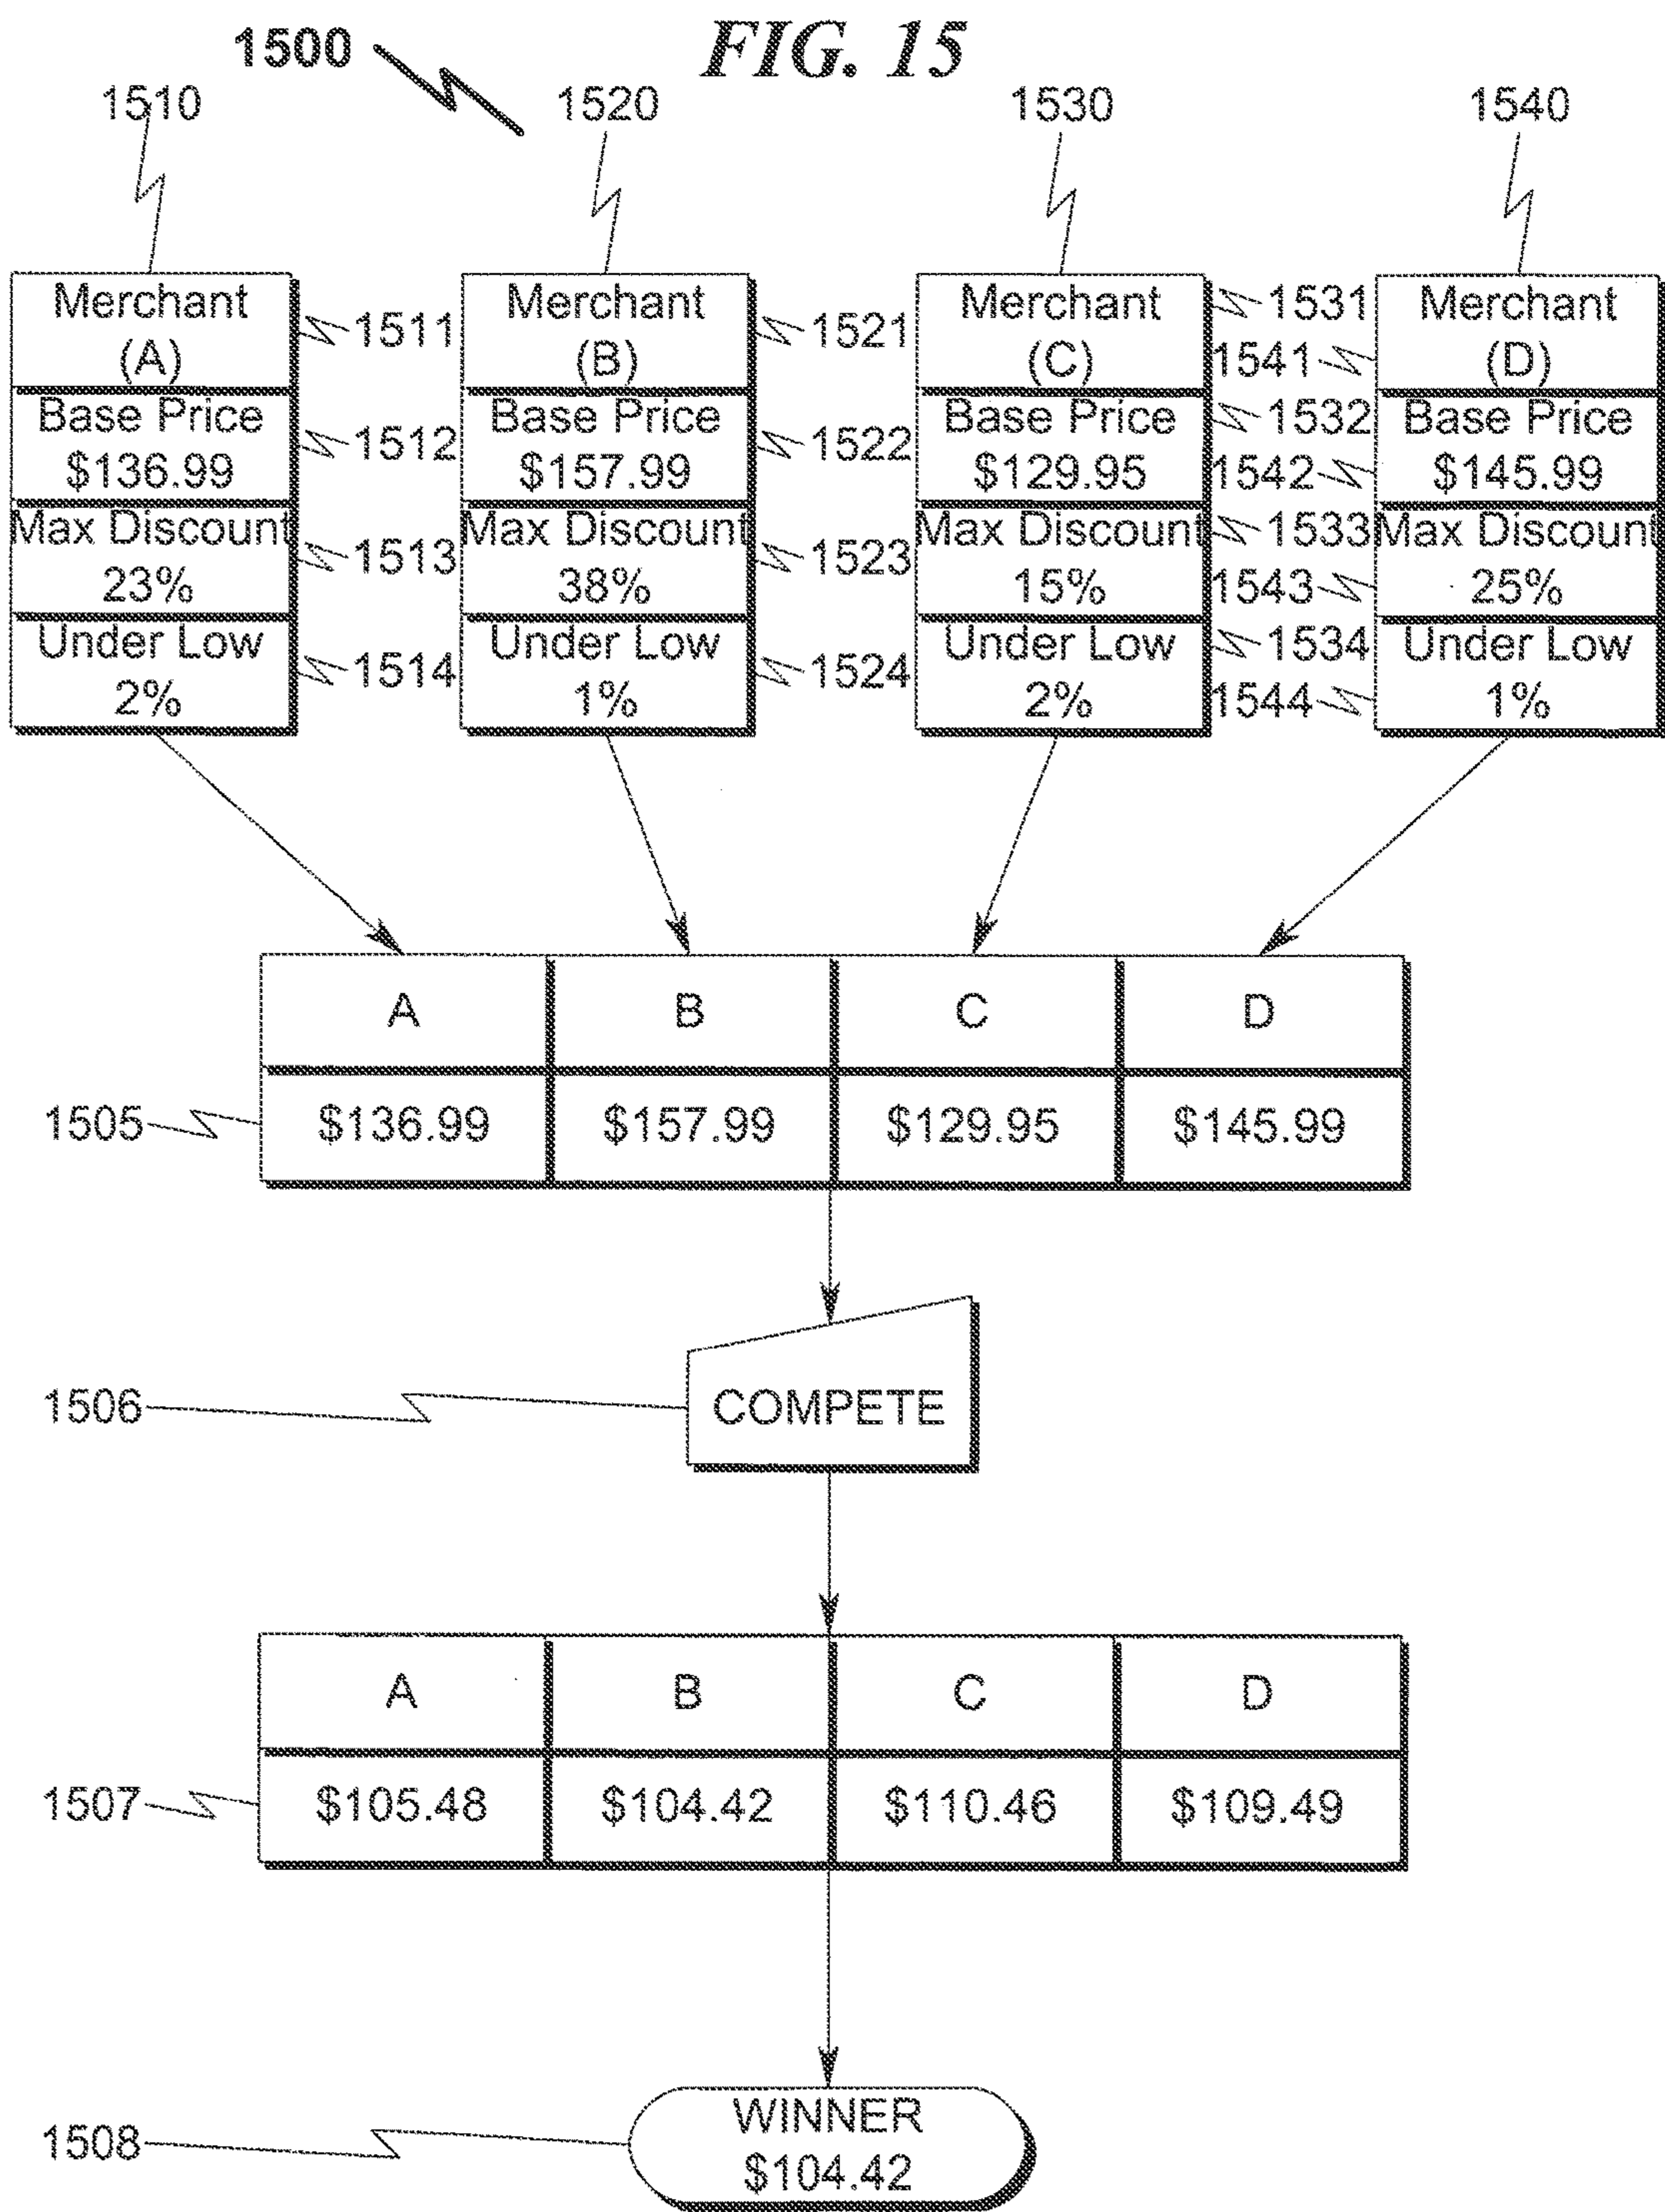 FIG. 15
1500
1510
1520
1530
1540
Merchant
(A)
1511
Base Price
$136.99
1512
Max Discount
23%
1513
Under Low
2%
1514
Merchant
(B)
1521
Base Price
$157.99
1522
Max Discount
38%
1523
Under Low
1%
1524
Merchant
(C)
1531
Base Price
$129.95
1532
Max Discount
15%
1533
Under Low
2%
1534
1541
Merchant
(D)
1542
Base Price
$145.99
1543
Max Discount
25%
1544
Under Low
1%
A B C D
1505 $136.99 $157.99 $129.95 $145.99
1506 COMPETE
A B C D
1507 $105.48 $104.42 $110.46 $109.49
1508
WINNER
$104.42